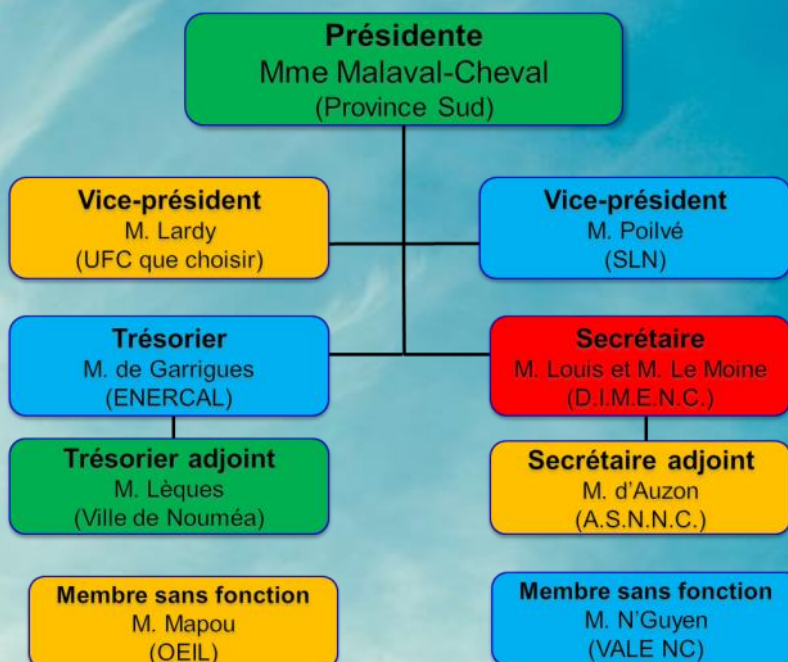 Présidente
Mme Malaval-Cheval
(Province Sud)
Vice-président
M. Lardy
(UFC que choisir)
Vice-président
M. Poilvé
(SLN)
Trésorier
M. de Garrigues
(ENERCAL)
Secrétaire
M. Louis et M. Le Moine
(D.I.M.E.N.C.)
Trésorier adjoint
M. Lèques
(Ville de Nouméa)
Secrétaire adjoint
M. d'Auzon
(A.S.N.N.C.)
Membre sans fonction
M. Mapou
(OEIL)
Membre sans fonction
M. N'Guyen
(VALE NC)